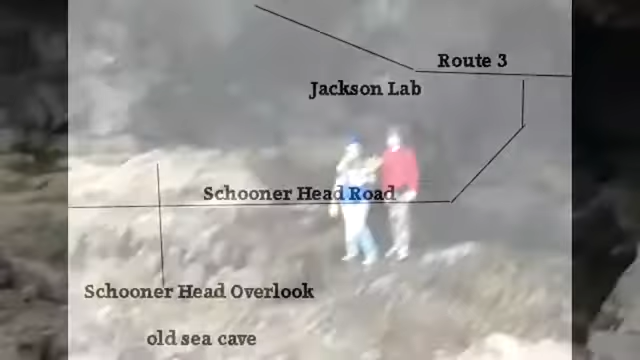 Route 3
Jackson Lab
Schooner Head Road
Schooner Head Overlook
old sea cave